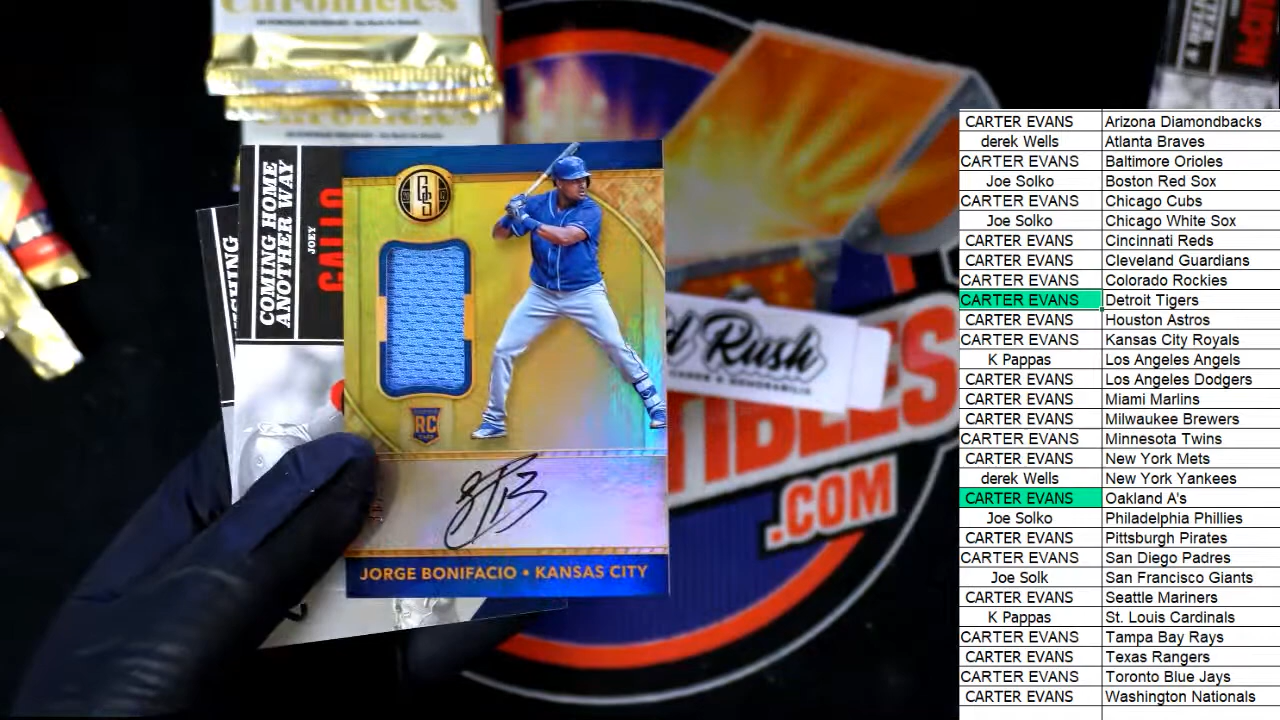 Chronicles
COMING HOME
ANOTHER WAY
JOEY
GALLO
GS
RC
JORGE BONIFACIO • KANSAS CITY
d Rush
TIBLES
.COM
CARTER EVANS Arizona Diamondbacks
derek Wells Atlanta Braves
CARTER EVANS Baltimore Orioles
Joe Solko Boston Red Sox
CARTER EVANS Chicago Cubs
Joe Solko Chicago White Sox
CARTER EVANS Cincinnati Reds
CARTER EVANS Cleveland Guardians
CARTER EVANS Colorado Rockies
CARTER EVANS Detroit Tigers
CARTER EVANS Houston Astros
CARTER EVANS Kansas City Royals
K Pappas Los Angeles Angels
CARTER EVANS Los Angeles Dodgers
CARTER EVANS Miami Marlins
CARTER EVANS Milwaukee Brewers
CARTER EVANS Minnesota Twins
CARTER EVANS New York Mets
derek Wells New York Yankees
CARTER EVANS Oakland A's
Joe Solko Philadelphia Phillies
CARTER EVANS Pittsburgh Pirates
CARTER EVANS San Diego Padres
Joe Solk San Francisco Giants
CARTER EVANS Seattle Mariners
K Pappas St. Louis Cardinals
CARTER EVANS Tampa Bay Rays
CARTER EVANS Texas Rangers
CARTER EVANS Toronto Blue Jays
CARTER EVANS Washington Nationals